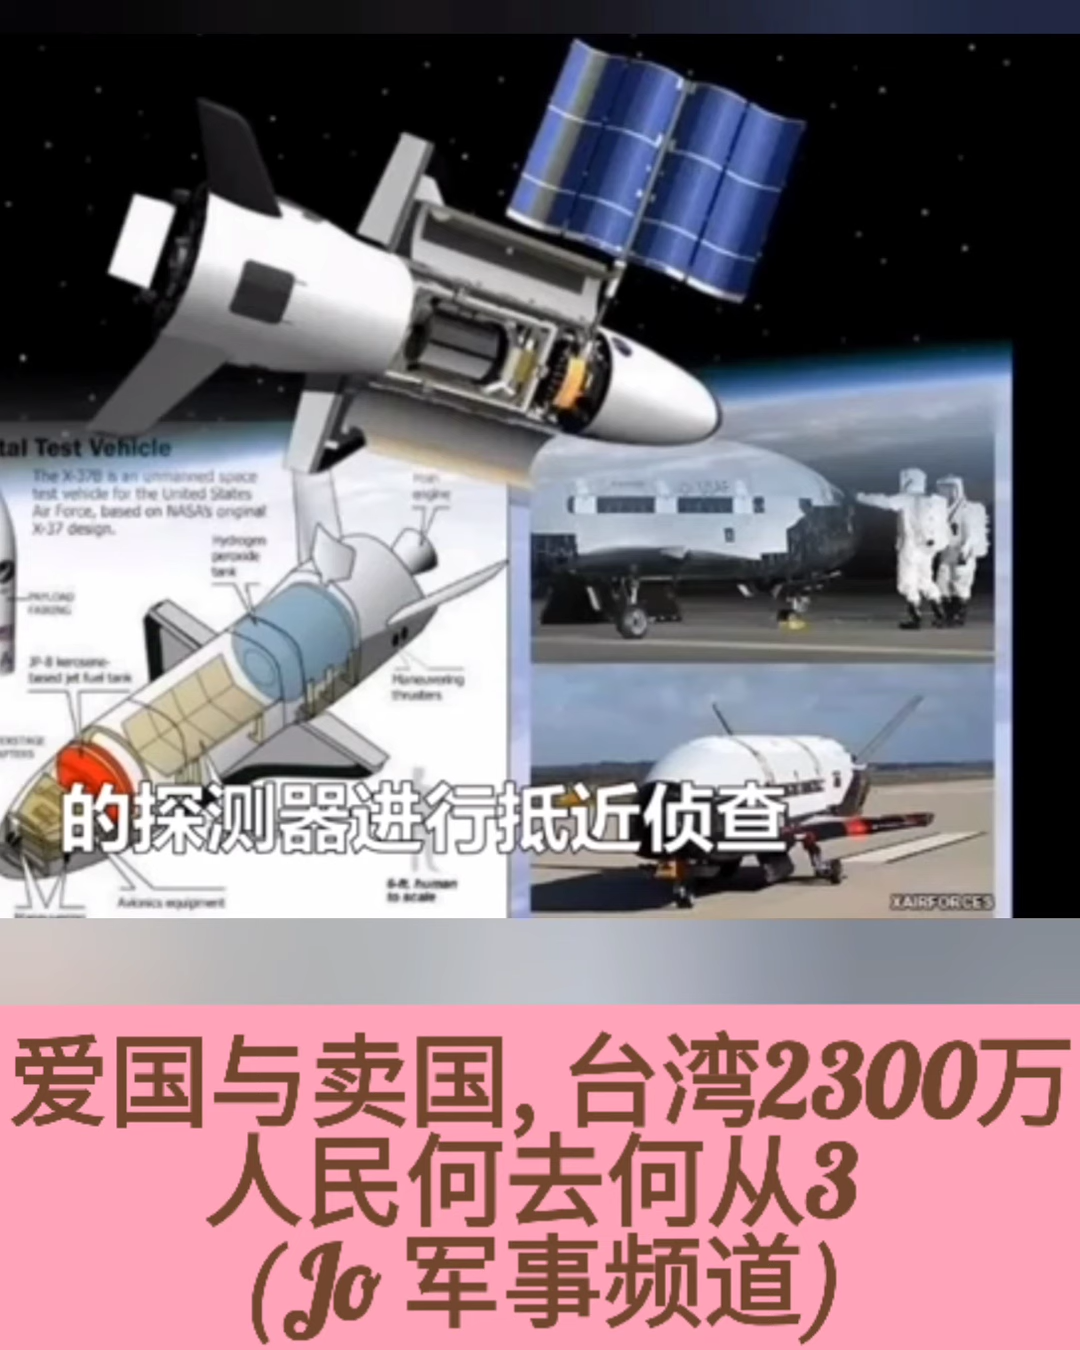 tal Test Vehicle
The X-37B is an unmanned space
test vehicle for the United States
Air Force, based on NASA's original
X-37 design.
Main
engine
Hydrogen
peroxide
tank
PAYLOAD
FAIRING
JP-8 kerosene-
based jet fuel tank
Maneuvering
thrusters
的探测器进行抵近侦查
6-ft. human
to scale
Avionics equipment
XAIRFORCES
爱国与卖国,台湾2300万
人民何去何从3
(Jo 军事频道)